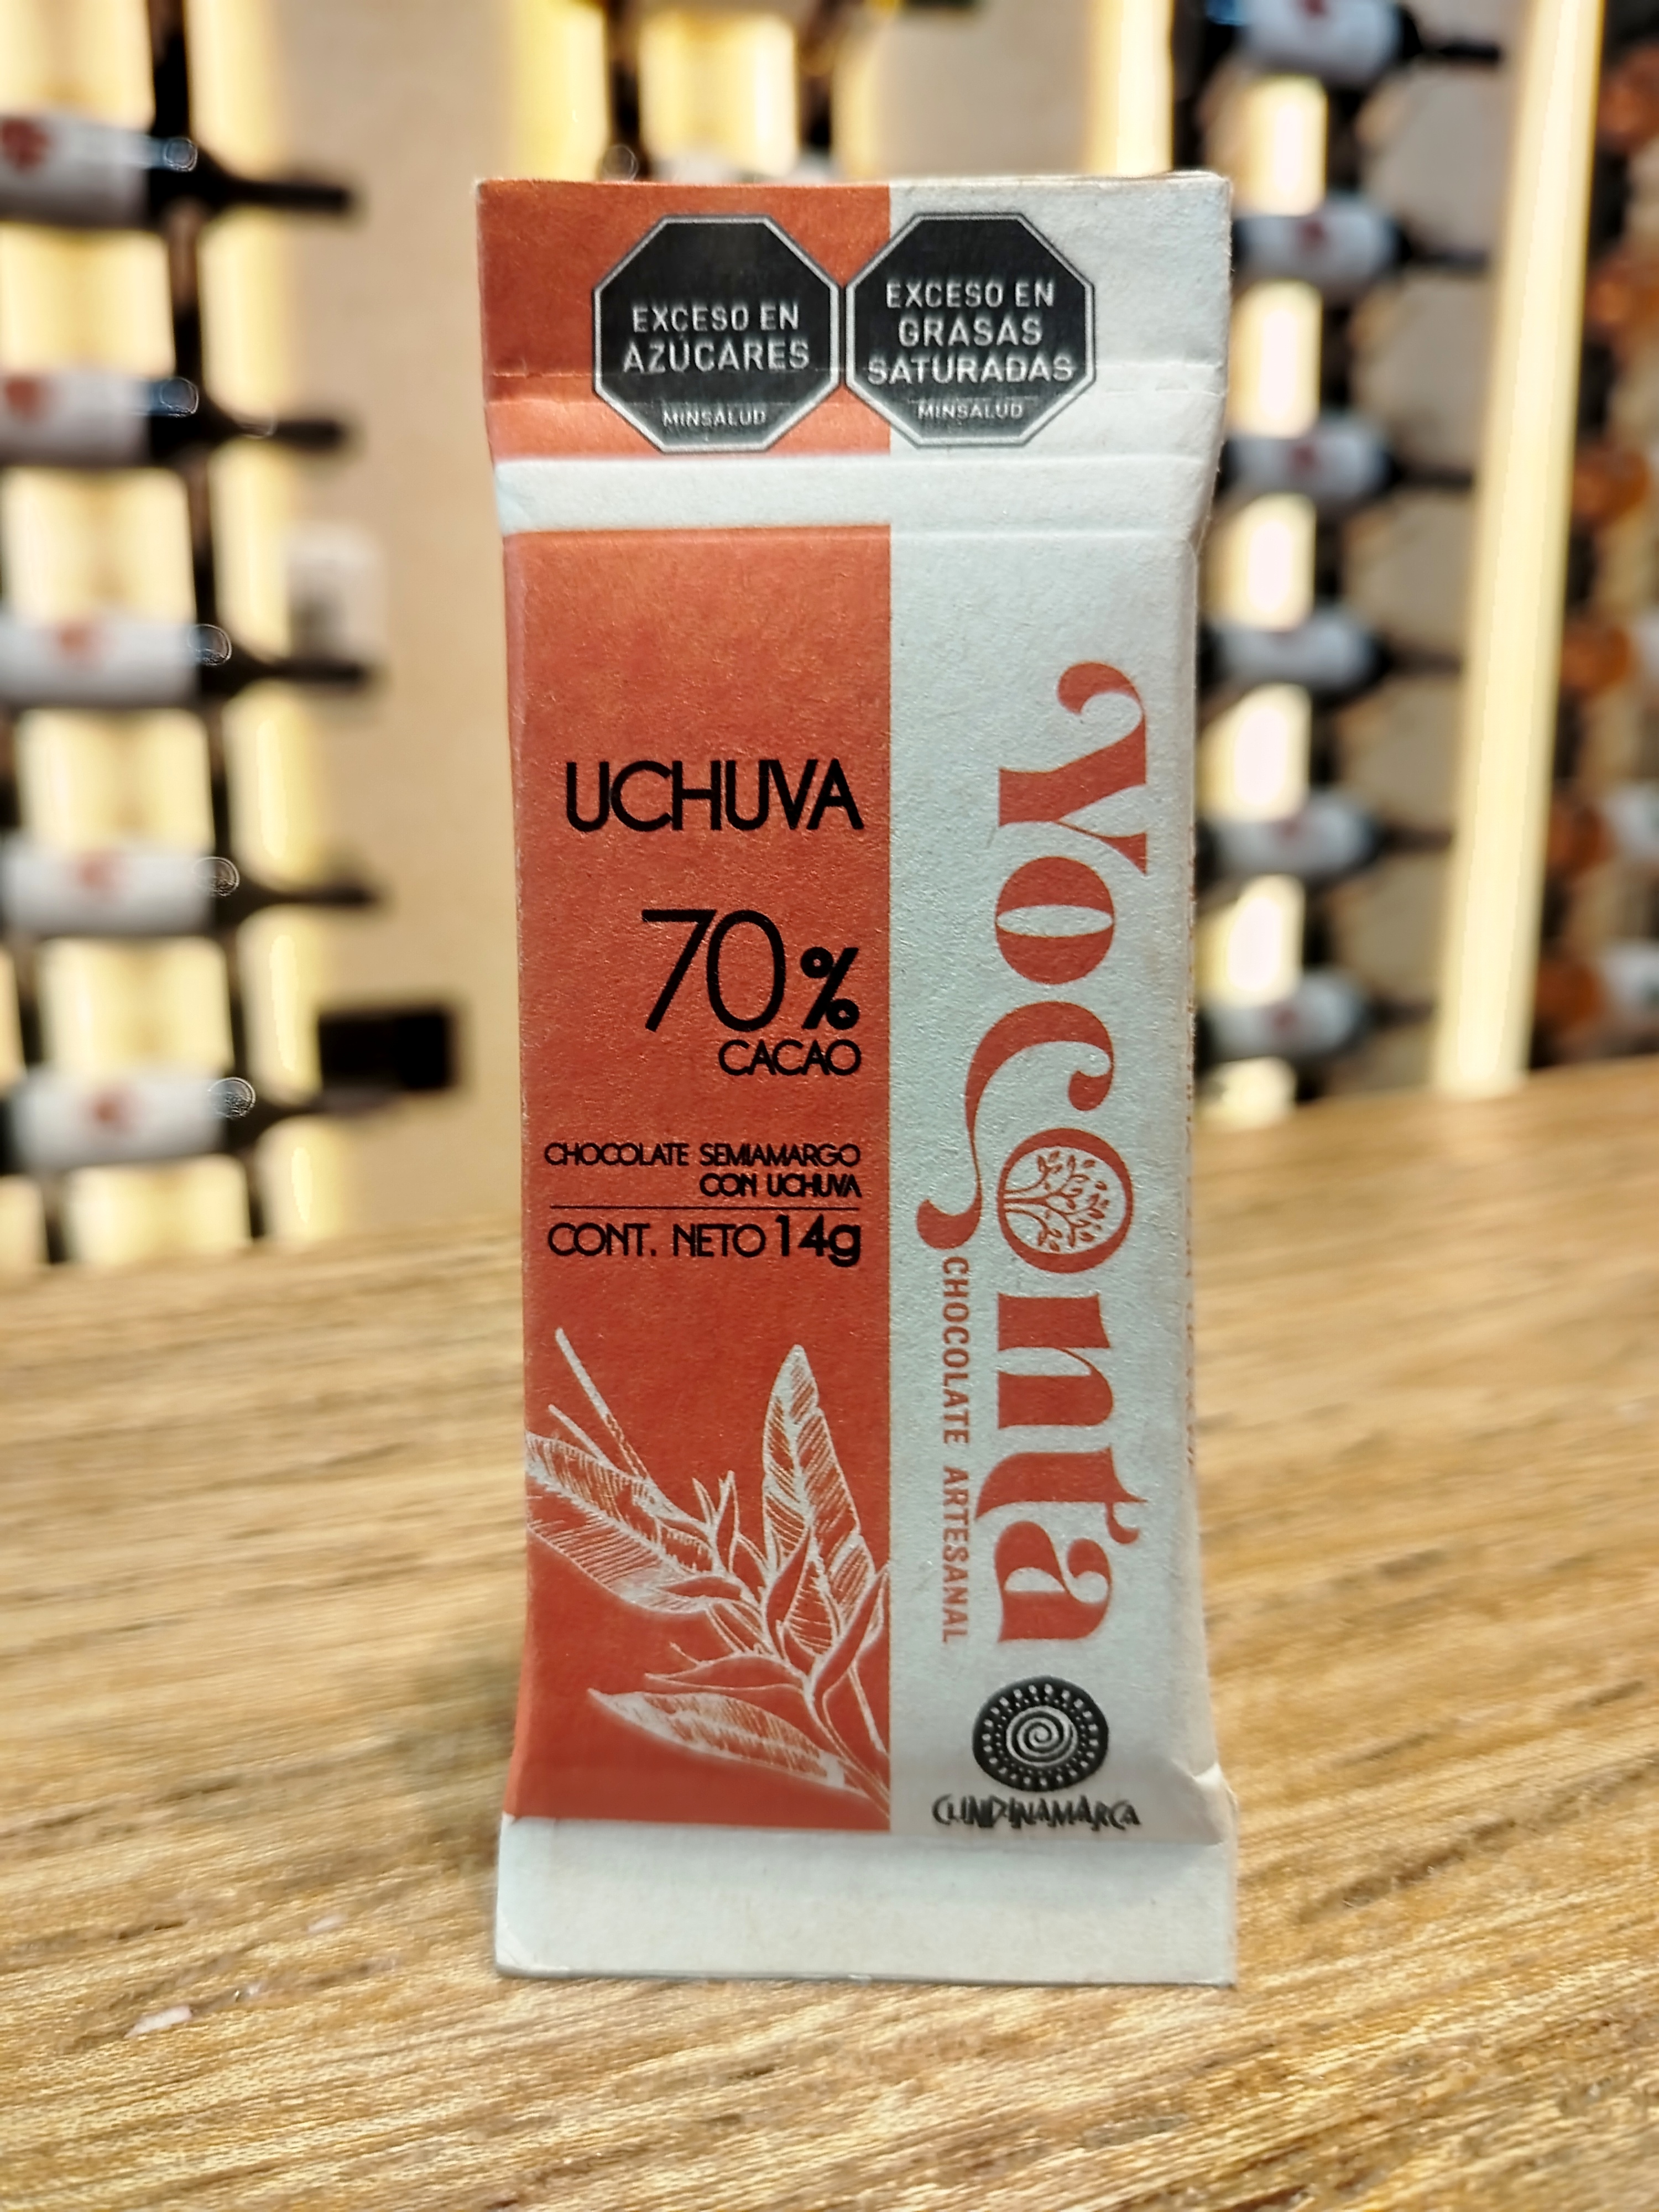 EXCESO EN
AZÚCARES
MINSALUD
EXCESO EN
GRASAS
SATURADAS
MINSALUD
UCHUVA
70%
CACAO
CHOCOLATE SEMIAMARGO
CON UCHUVA
CONT. NETO 14g
Yoconta
CHOCOLATE ARTESANAL
CUNDINAMARCA